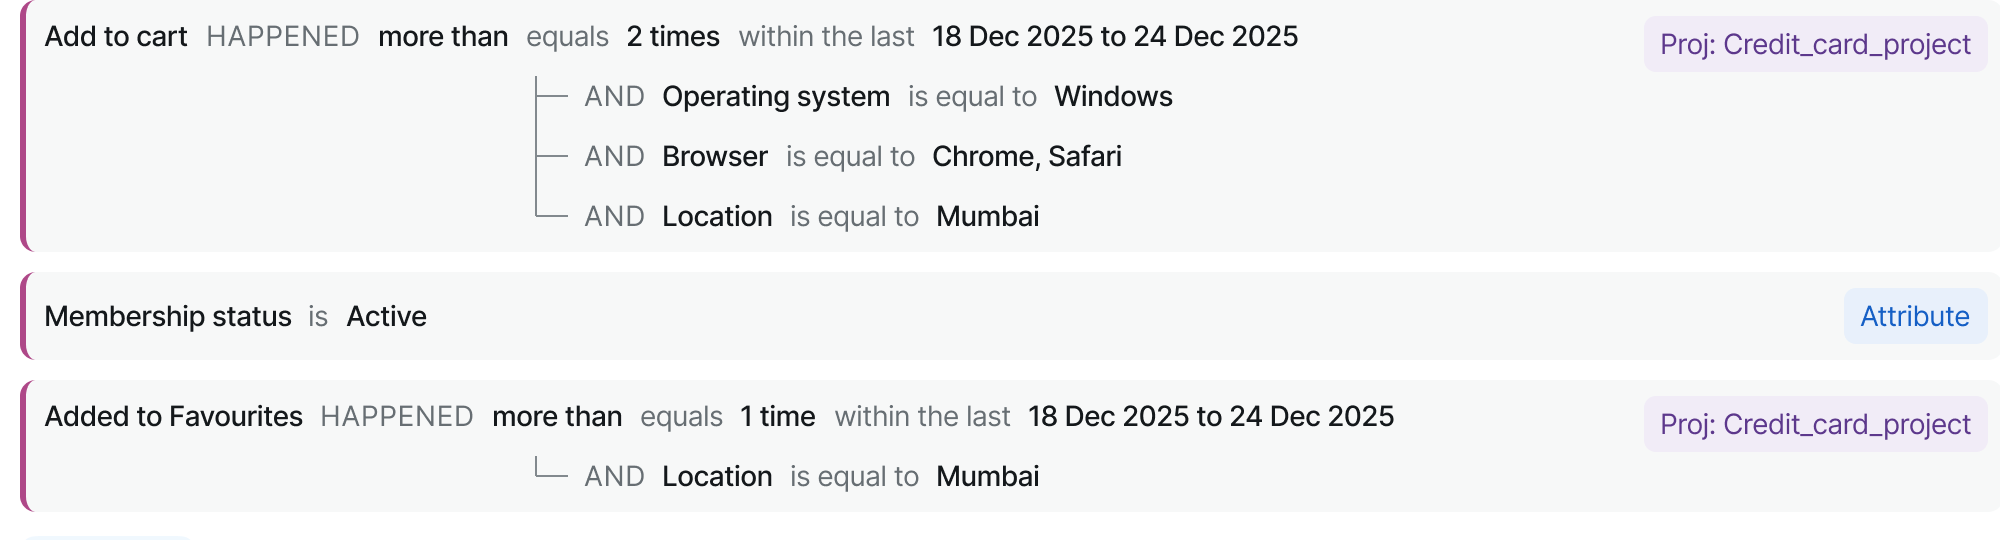 Add to cart HAPPENED more than equals 2 times within the last 18 Dec 2025 to 24 Dec 2025 Proj: Credit_card_project
AND Operating system is equal to Windows
AND Browser is equal to Chrome, Safari
AND Location is equal to Mumbai
Membership status is Active Attribute
Added to Favourites HAPPENED more than equals 1 time within the last 18 Dec 2025 to 24 Dec 2025 Proj: Credit_card_project
AND Location is equal to Mumbai